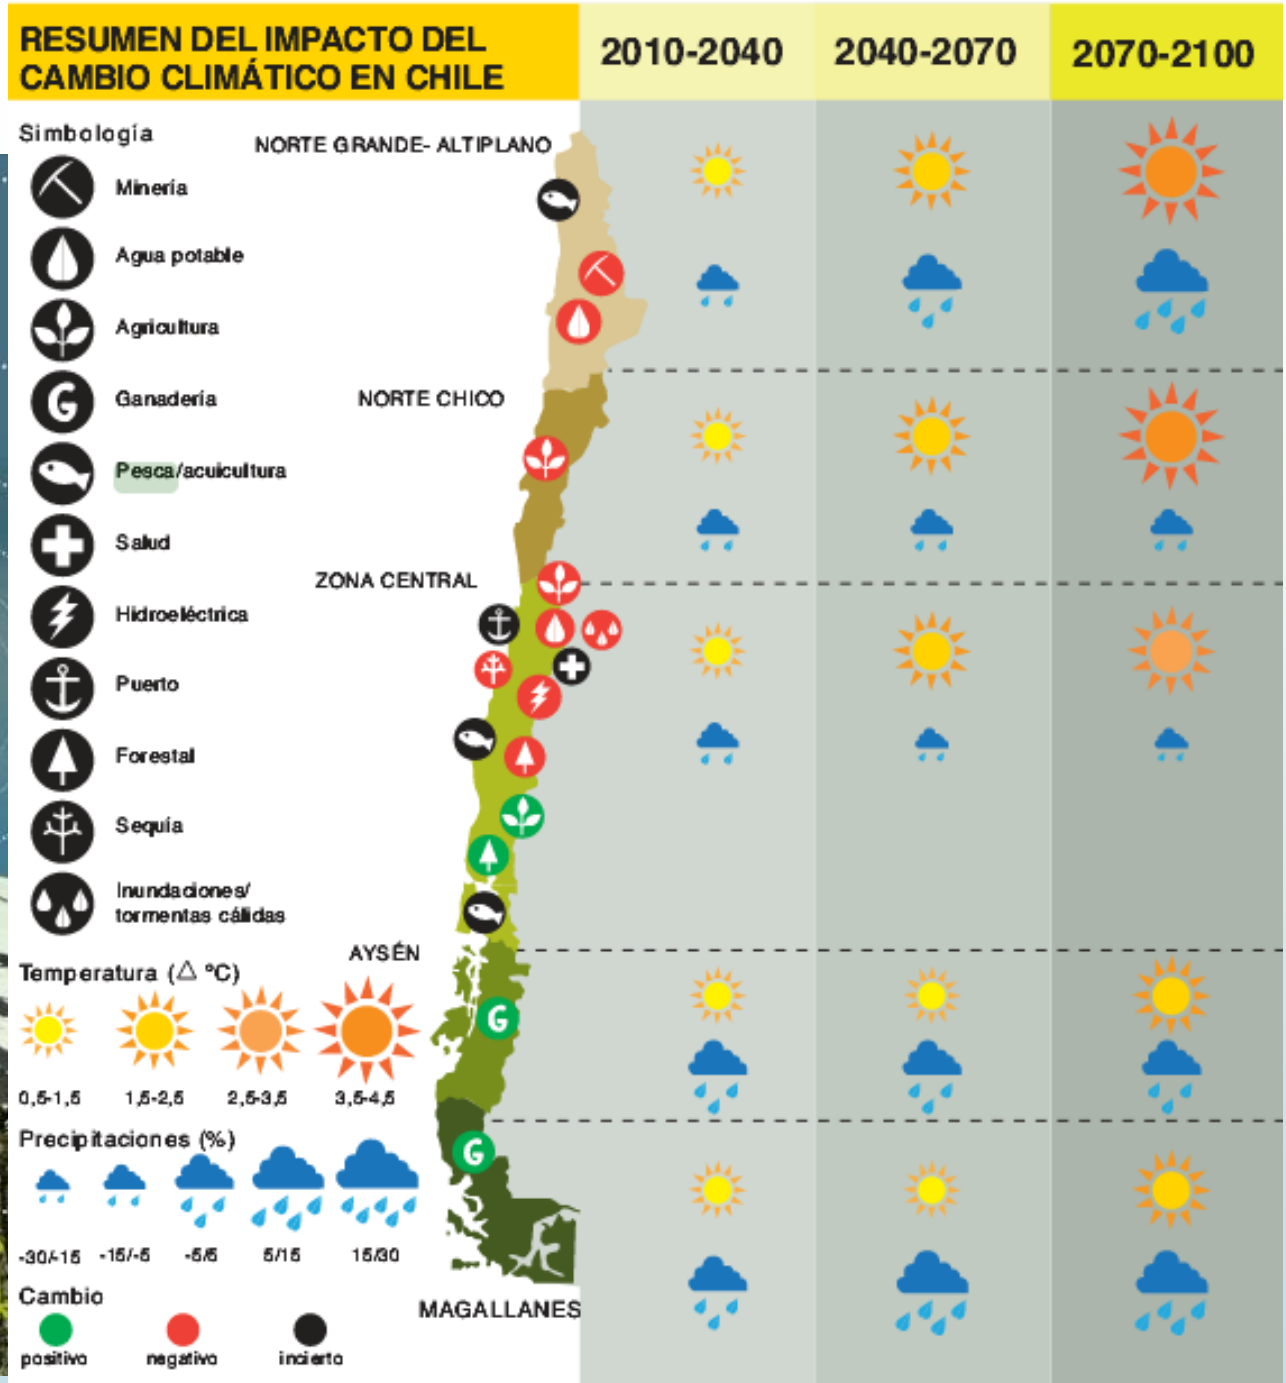 RESUMEN DEL IMPACTO DEL
CAMBIO CLIMÁTICO EN CHILE
2010-2040
2040-2070
2070-2100
Simbología
Minería
Agua potable
Agricultura
G
Ganadería
Pesca/acuicultura
Salud
Hidroeléctrica
Puerto
Forestal
Sequía
Inundaciones/
tormentas cálidas
NORTE GRANDE- ALTIPLANO
NORTE CHICO
ZONA CENTRAL
AYSÉN
G
G
MAGALLANES
Temperatura (△ ºC)
0,5-1,5
1,5-2,5
2,5-3,5
3,5-4,5
Precipitaciones (%)
-30/-15
-15/-5
-5/5
5/15
15/30
Cambio
positivo
negativo
incierto